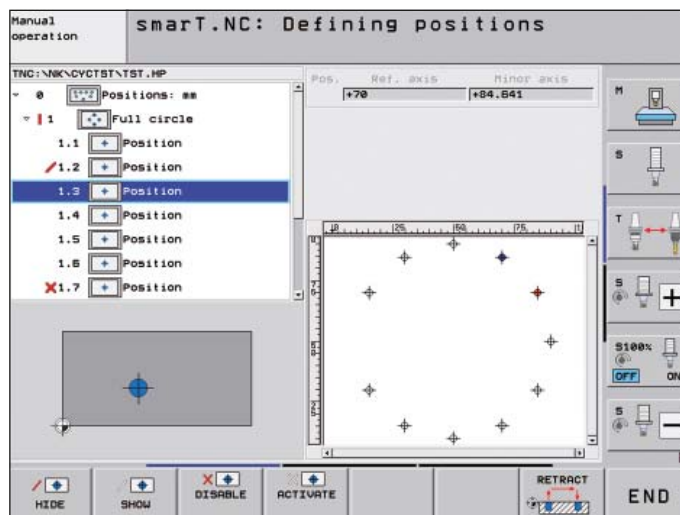 Manual
operation
smarT.NC: Defining positions
TNC:\NK\CYCTST\TST.HP
0 Positions: mm
1 Full circle
1.1 Position
1.2 Position
1.3 Position
1.4 Position
1.5 Position
1.6 Position
1.7 Position
Pos. Ref. axis Minor axis
+70 +84.641
M
S
T
S
S100%
OFF ON
S
HIDE
SHOW
DISABLE
ACTIVATE
RETRACT
END